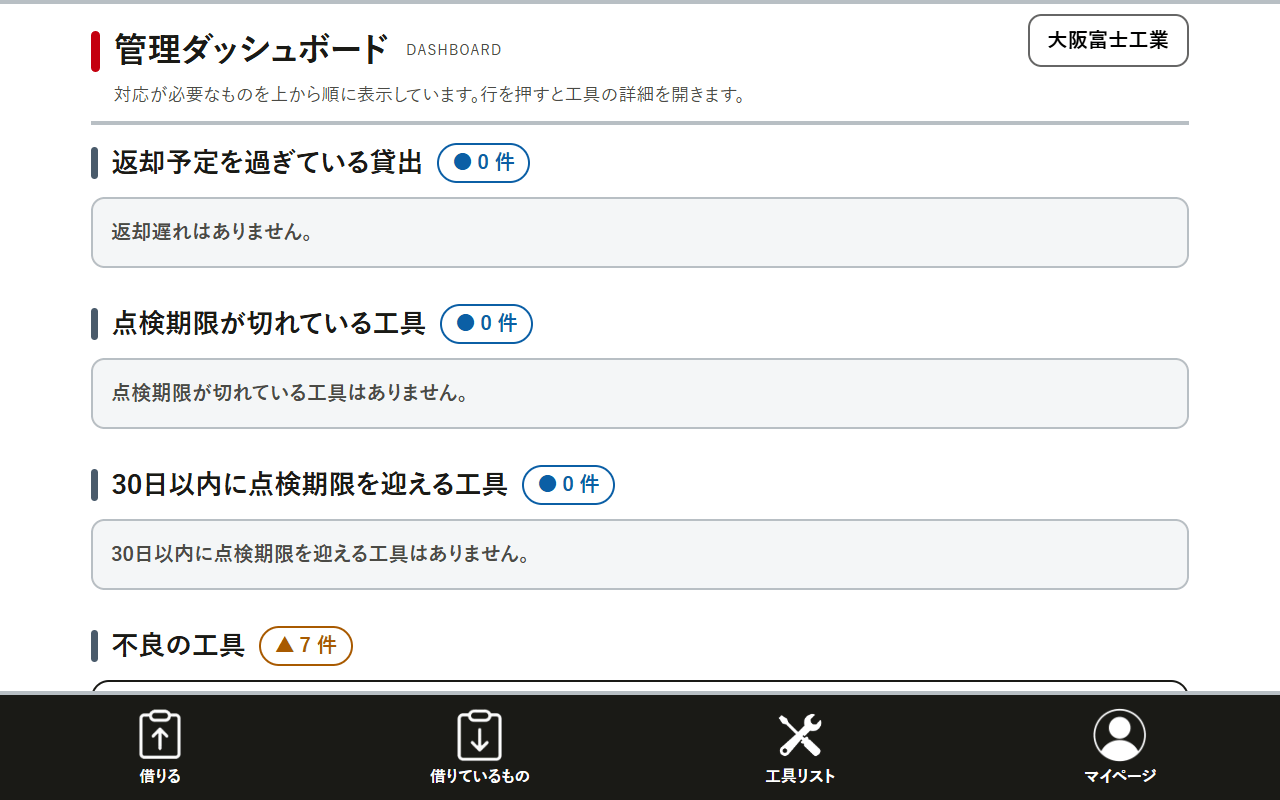 管理ダッシュボード DASHBOARD
大阪富士工業
対応が必要なものを上から順に表示しています。行を押すと工具の詳細を開きます。
返却予定を過ぎている貸出 ● 0 件
返却遅れはありません。
点検期限が切れている工具 ● 0 件
点検期限が切れている工具はありません。
30日以内に点検期限を迎える工具 ● 0 件
30日以内に点検期限を迎える工具はありません。
不良の工具 ▲ 7 件
借りる
借りているもの
工具リスト
マイページ